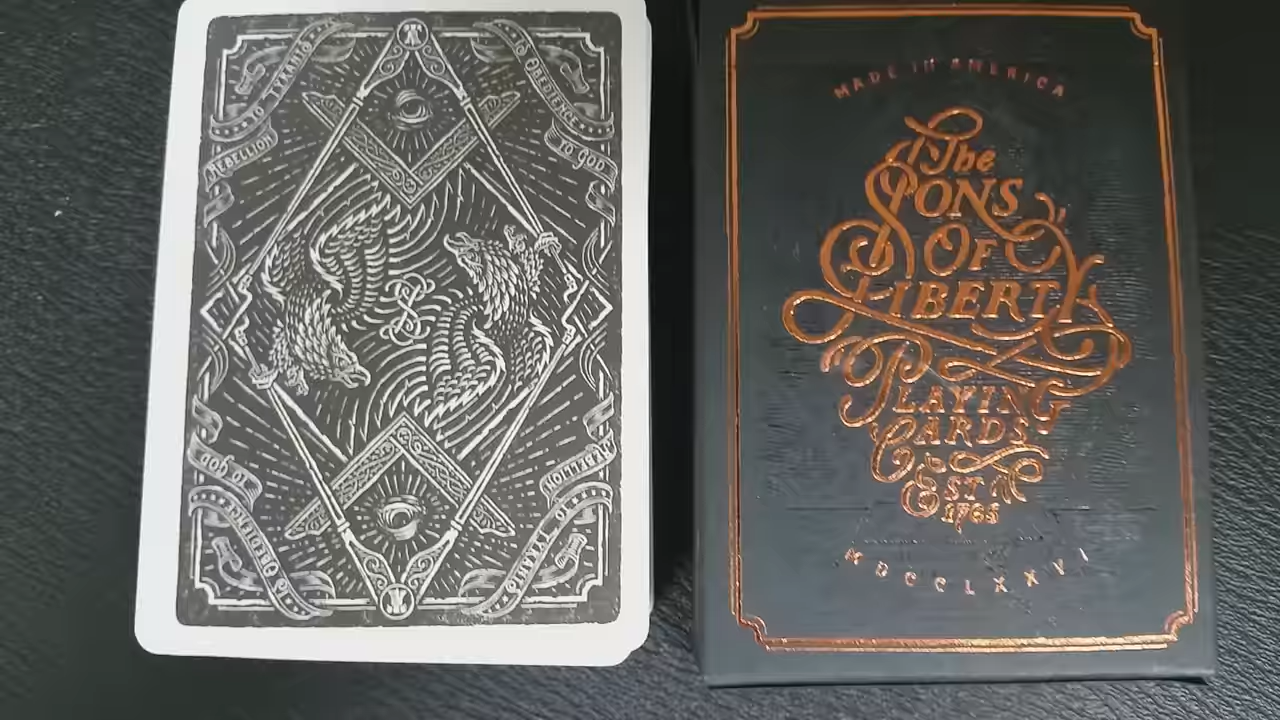 REBELLION
TO TYRANTS
IS OBEDIENCE
TO GOD
REBELLION
TO TYRANTS
IS OBEDIENCE
TO GOD
MADE IN AMERICA
The
SONS
OF
LIBERTY
PLAYING
CARDS
EST
1765
MDCCLXXVI